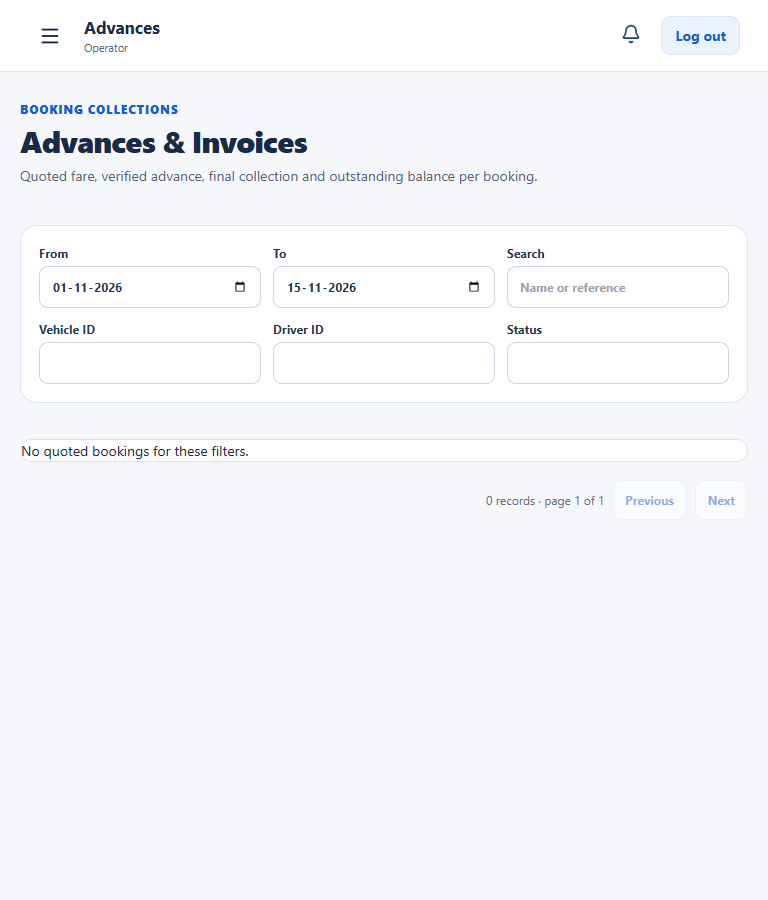 Advances
Operator
Log out
BOOKING COLLECTIONS
Advances & Invoices
Quoted fare, verified advance, final collection and outstanding balance per booking.
From To Search
01-11-2026 15-11-2026 Name or reference
Vehicle ID Driver ID Status
No quoted bookings for these filters.
0 records · page 1 of 1 Previous Next